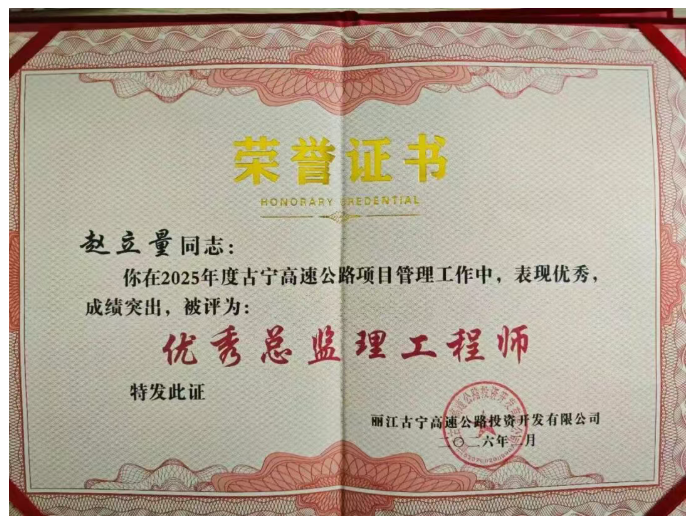 荣誉证书
HONORARY CREDENTIAL
赵立量同志：
你在2025年度古宁高速公路项目管理工作中，表现优秀，
成绩突出，被评为：
优秀总监理工程师
特发此证
丽江古宁高速公路投资开发有限公司
二〇二六年 月